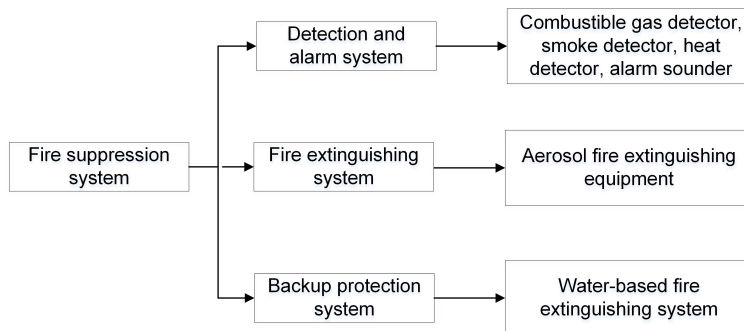 Fire suppression
system
Detection and
alarm system
Combustible gas detector,
smoke detector, heat
detector, alarm sounder
Fire extinguishing
system
Aerosol fire extinguishing
equipment
Backup protection
system
Water-based fire
extinguishing system